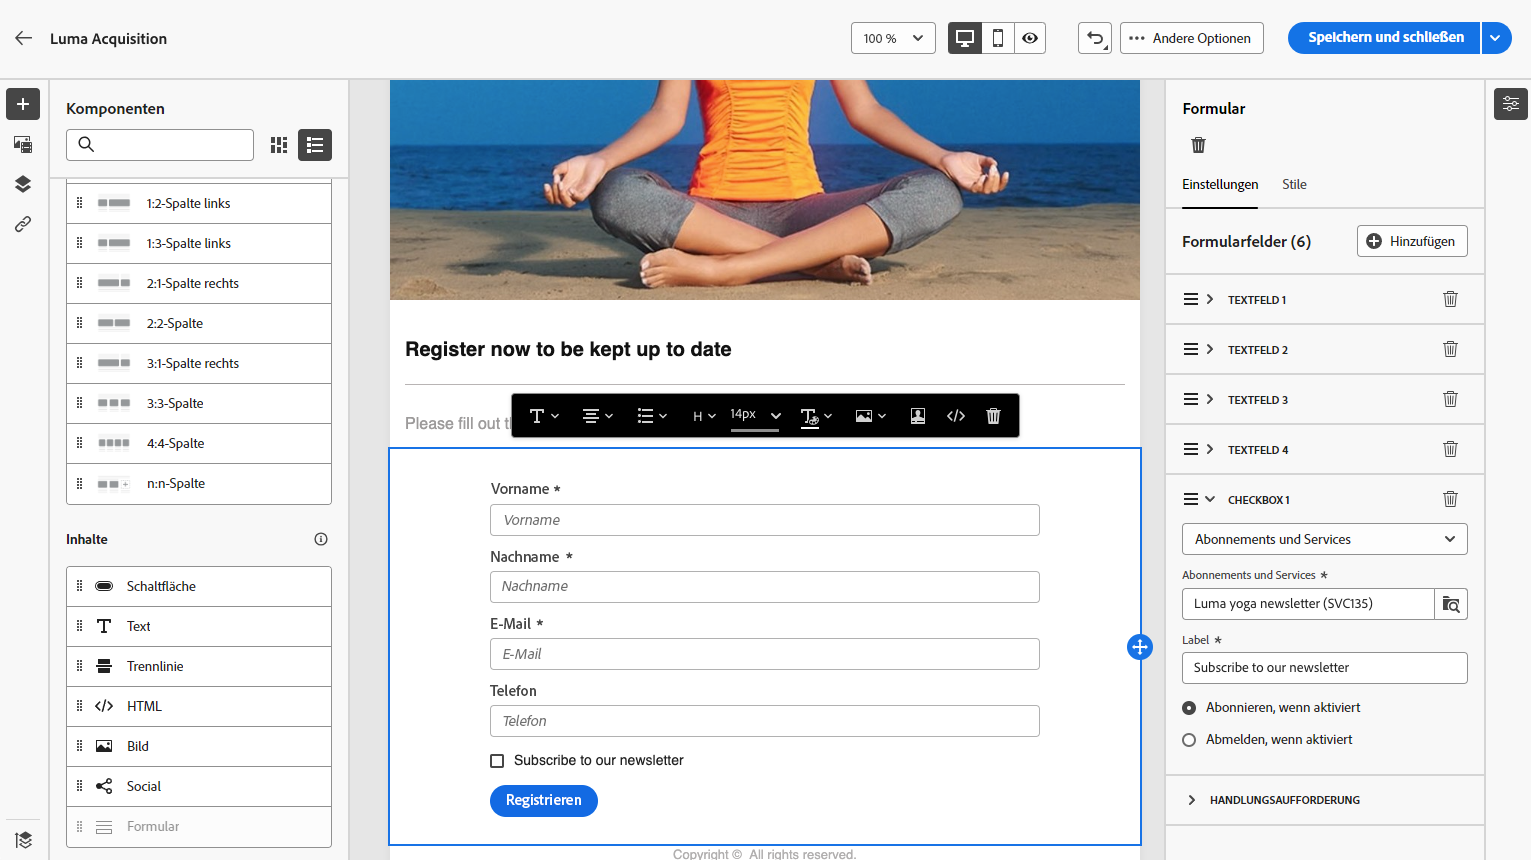 Luma Acquisition
100 %
Andere Optionen
Speichern und schließen
Komponenten
1:2-Spalte links
1:3-Spalte links
2:1-Spalte rechts
2:2-Spalte
3:1-Spalte rechts
3:3-Spalte
4:4-Spalte
n:n-Spalte
Inhalte
Schaltfläche
Text
Trennlinie
HTML
Bild
Social
Formular
Register now to be kept up to date
Please fill out
H
14px
Vorname *
Vorname
Nachname *
Nachname
E-Mail *
E-Mail
Telefon
Telefon
Subscribe to our newsletter
Registrieren
Copyright © All rights reserved.
Formular
Einstellungen
Stile
Formularfelder (6)
Hinzufügen
TEXTFELD 1
TEXTFELD 2
TEXTFELD 3
TEXTFELD 4
CHECKBOX 1
Abonnements und Services
Abonnements und Services *
Luma yoga newsletter (SVC135)
Label *
Subscribe to our newsletter
Abonnieren, wenn aktiviert
Abmelden, wenn aktiviert
HANDLUNGSAUFFORDERUNG